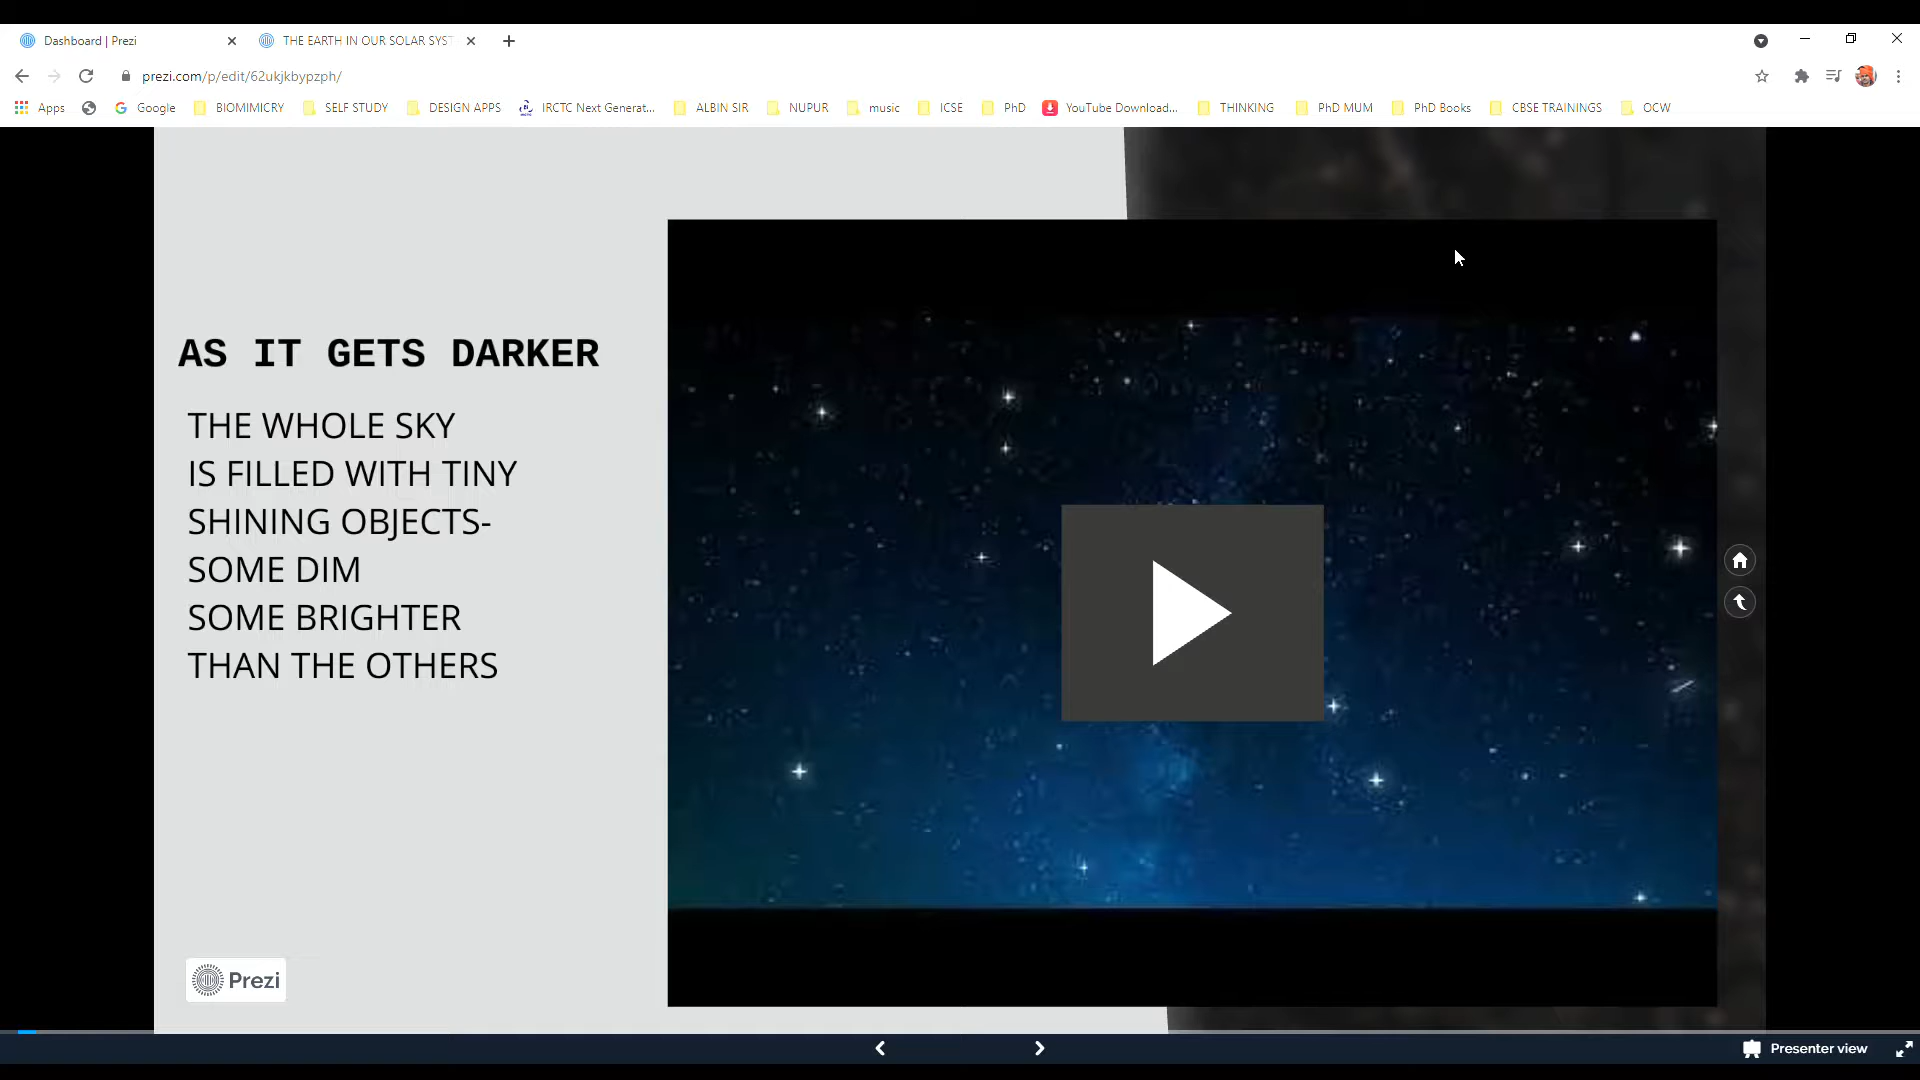 Dashboard | Prezi
THE EARTH IN OUR SOLAR SYST
prezi.com/p/edit/62ukjkbypzph/
Apps
Google
BIOMIMICRY
SELF STUDY
DESIGN APPS
IRCTC Next Generat...
ALBIN SIR
NUPUR
music
ICSE
PhD
YouTube Download...
THINKING
PhD MUM
PhD Books
CBSE TRAININGS
OCW
AS IT GETS DARKER
THE WHOLE SKY
IS FILLED WITH TINY
SHINING OBJECTS-
SOME DIM
SOME BRIGHTER
THAN THE OTHERS
Prezi
Presenter view